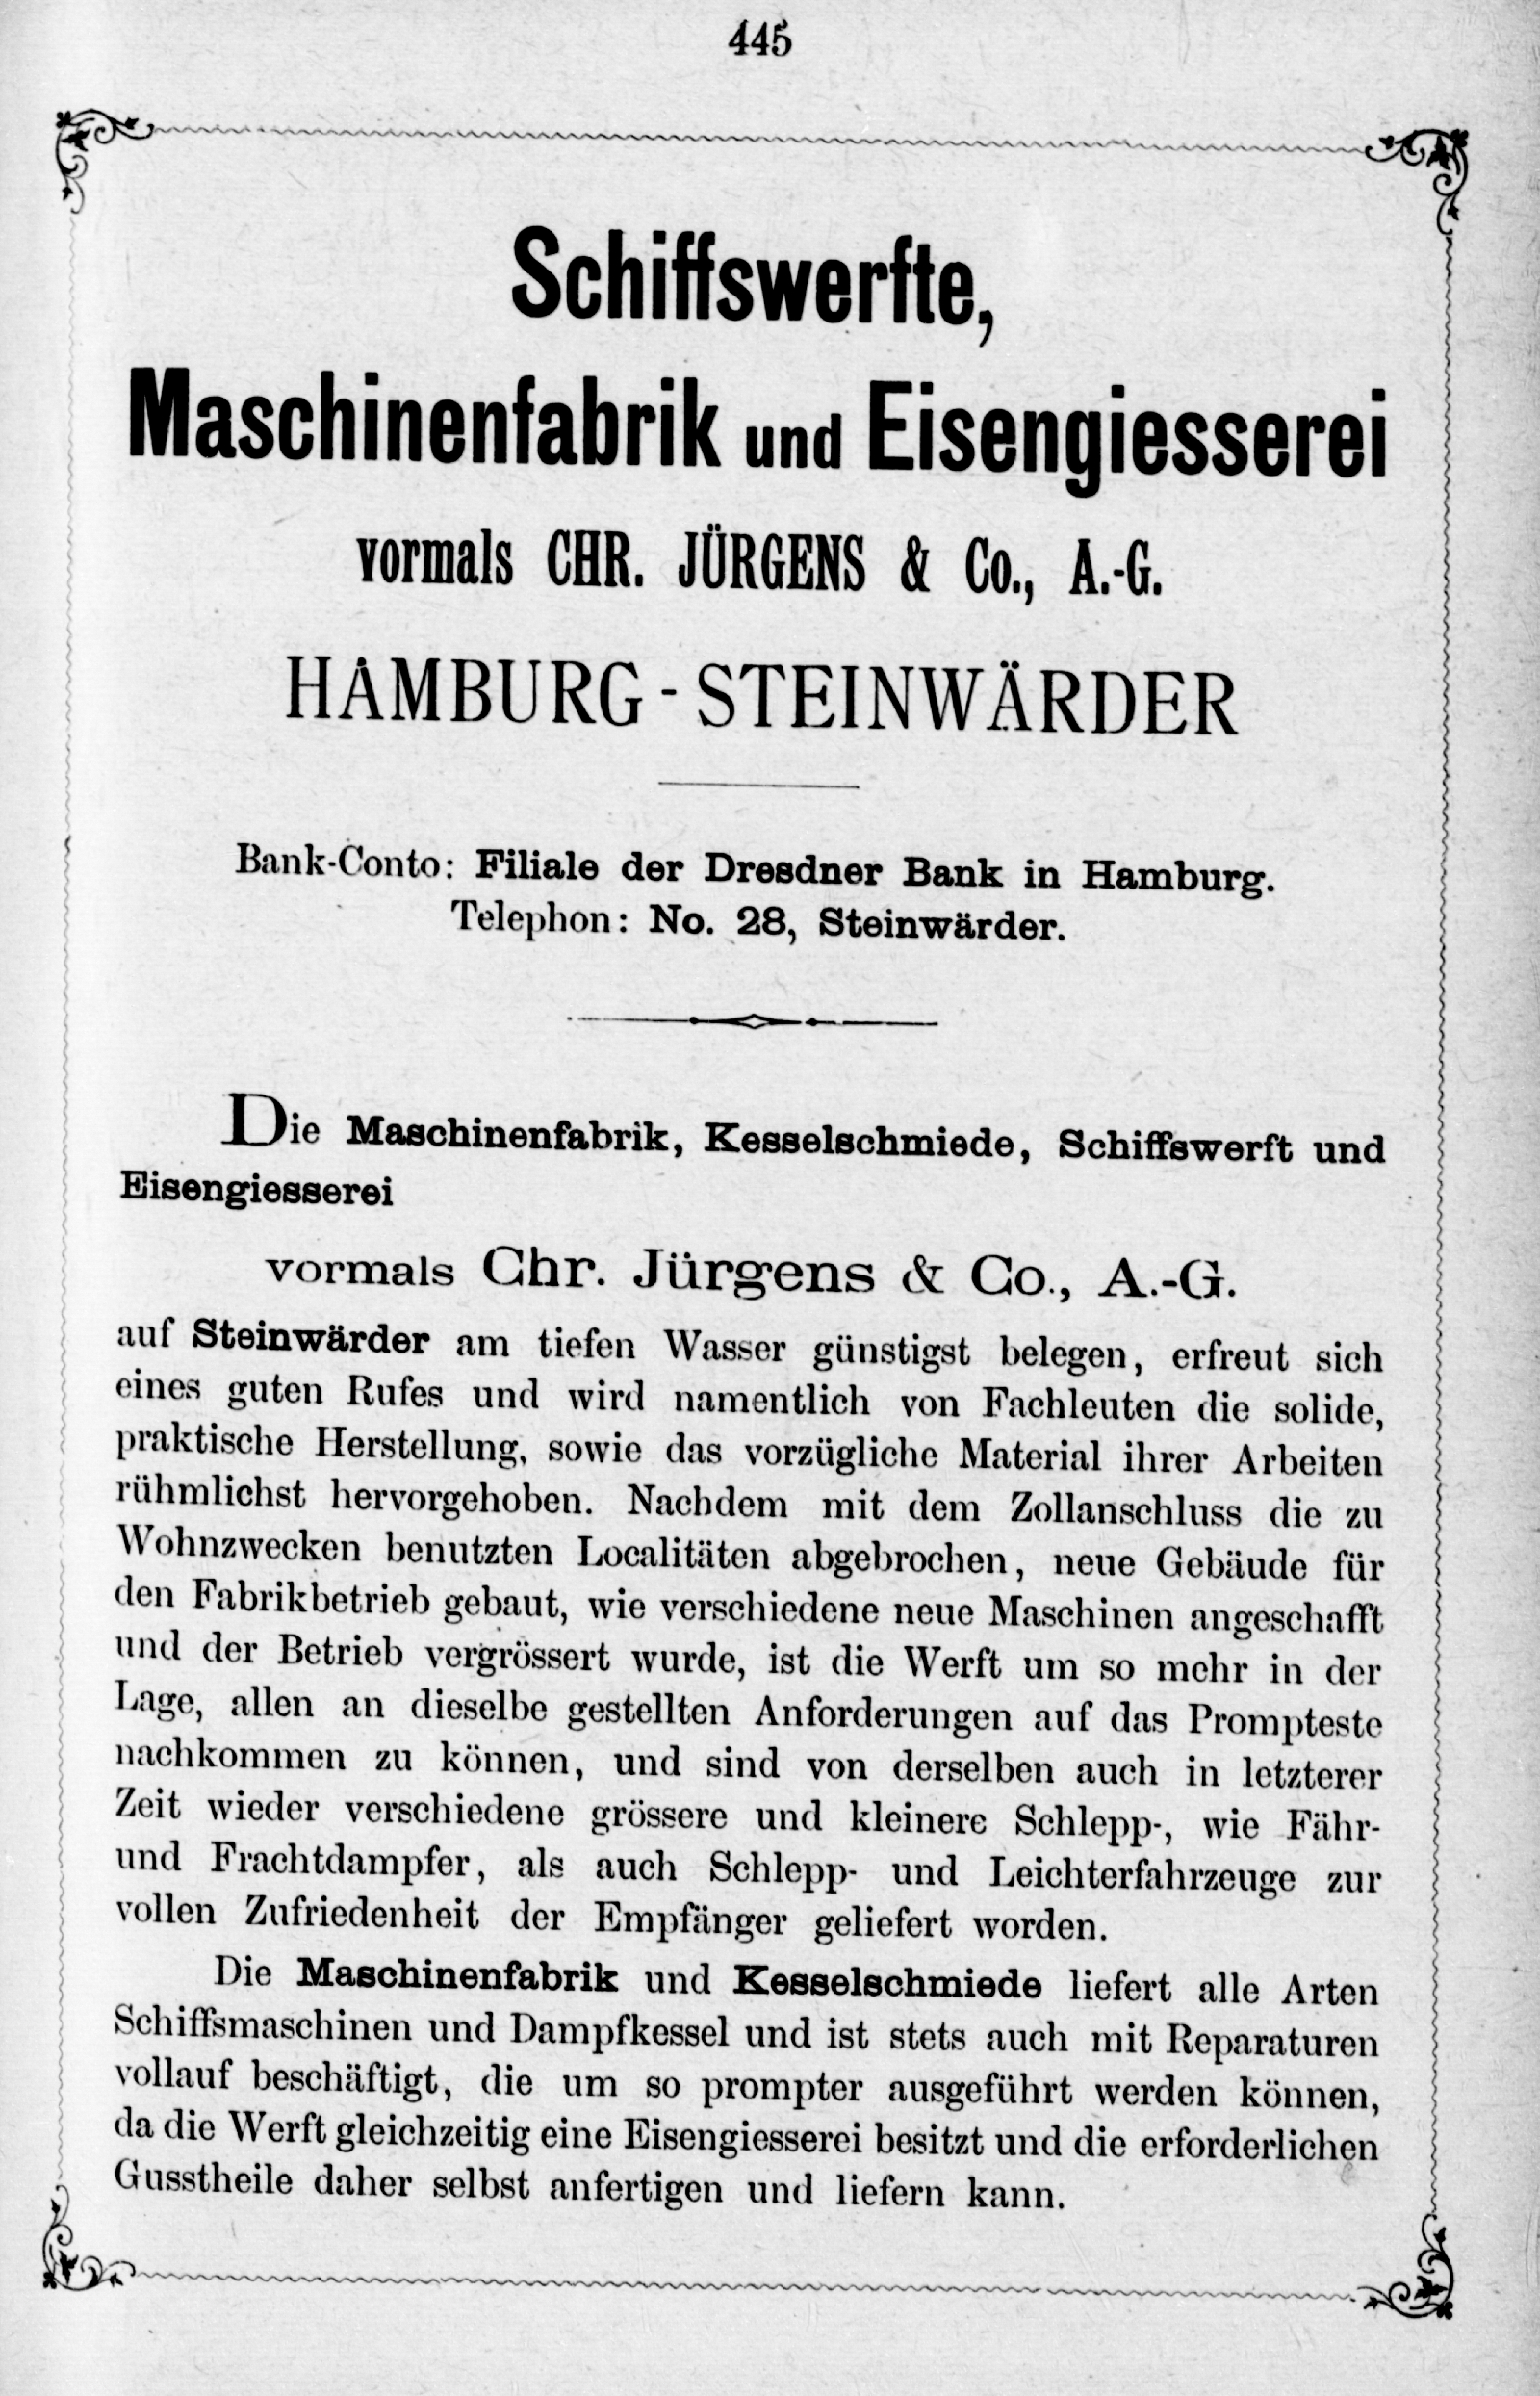 445
Schiffswerfte,
Maschinenfabrik und Eisengiesserei
vormals CHR. JÜRGENS & Co., A.-G.
HAMBURG-STEINWÄRDER
Bank-Conto: Filiale der Dresdner Bank in Hamburg.
Telephon: No. 28, Steinwärder.
Die Maschinenfabrik, Kesselschmiede, Schiffswerft und
Eisengiesserei
vormals Chr. Jürgens & Co., A.-G.
auf Steinwärder am tiefen Wasser günstigst belegen, erfreut sich
eines guten Rufes und wird namentlich von Fachleuten die solide,
praktische Herstellung, sowie das vorzügliche Material ihrer Arbeiten
rühmlichst hervorgehoben. Nachdem mit dem Zollanschluss die zu
Wohnzwecken benutzten Localitäten abgebrochen, neue Gebäude für
den Fabrikbetrieb gebaut, wie verschiedene neue Maschinen angeschafft
und der Betrieb vergrössert wurde, ist die Werft um so mehr in der
Lage, allen an dieselbe gestellten Anforderungen auf das Prompteste
nachkommen zu können, und sind von derselben auch in letzterer
Zeit wieder verschiedene grössere und kleinere Schlepp-, wie Fähr-
und Frachtdampfer, als auch Schlepp- und Leichterfahrzeuge zur
vollen Zufriedenheit der Empfänger geliefert worden.
Die Maschinenfabrik und Kesselschmiede liefert alle Arten
Schiffsmaschinen und Dampfkessel und ist stets auch mit Reparaturen
vollauf beschäftigt, die um so prompter ausgeführt werden können,
da die Werft gleichzeitig eine Eisengiesserei besitzt und die erforderlichen
Gusstheile daher selbst anfertigen und liefern kann.